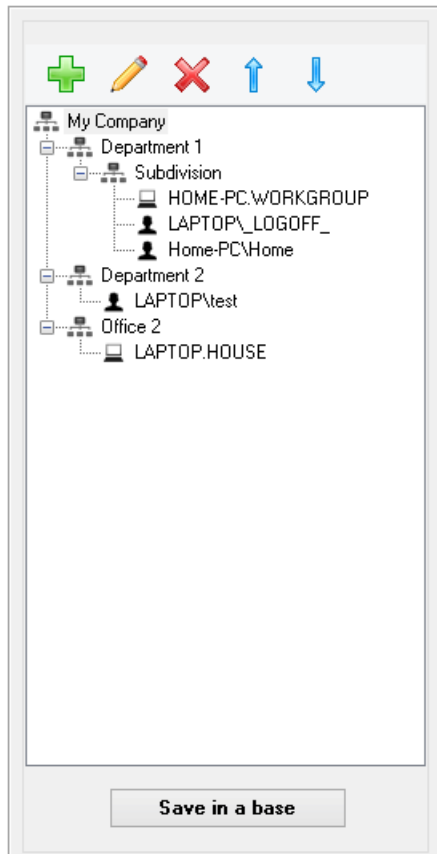 My Company
Department 1
Subdivision
HOME-PC.WORKGROUP
LAPTOP\_LOGOFF_
Home-PC\Home
Department 2
LAPTOP\test
Office 2
LAPTOP.HOUSE
Save in a base